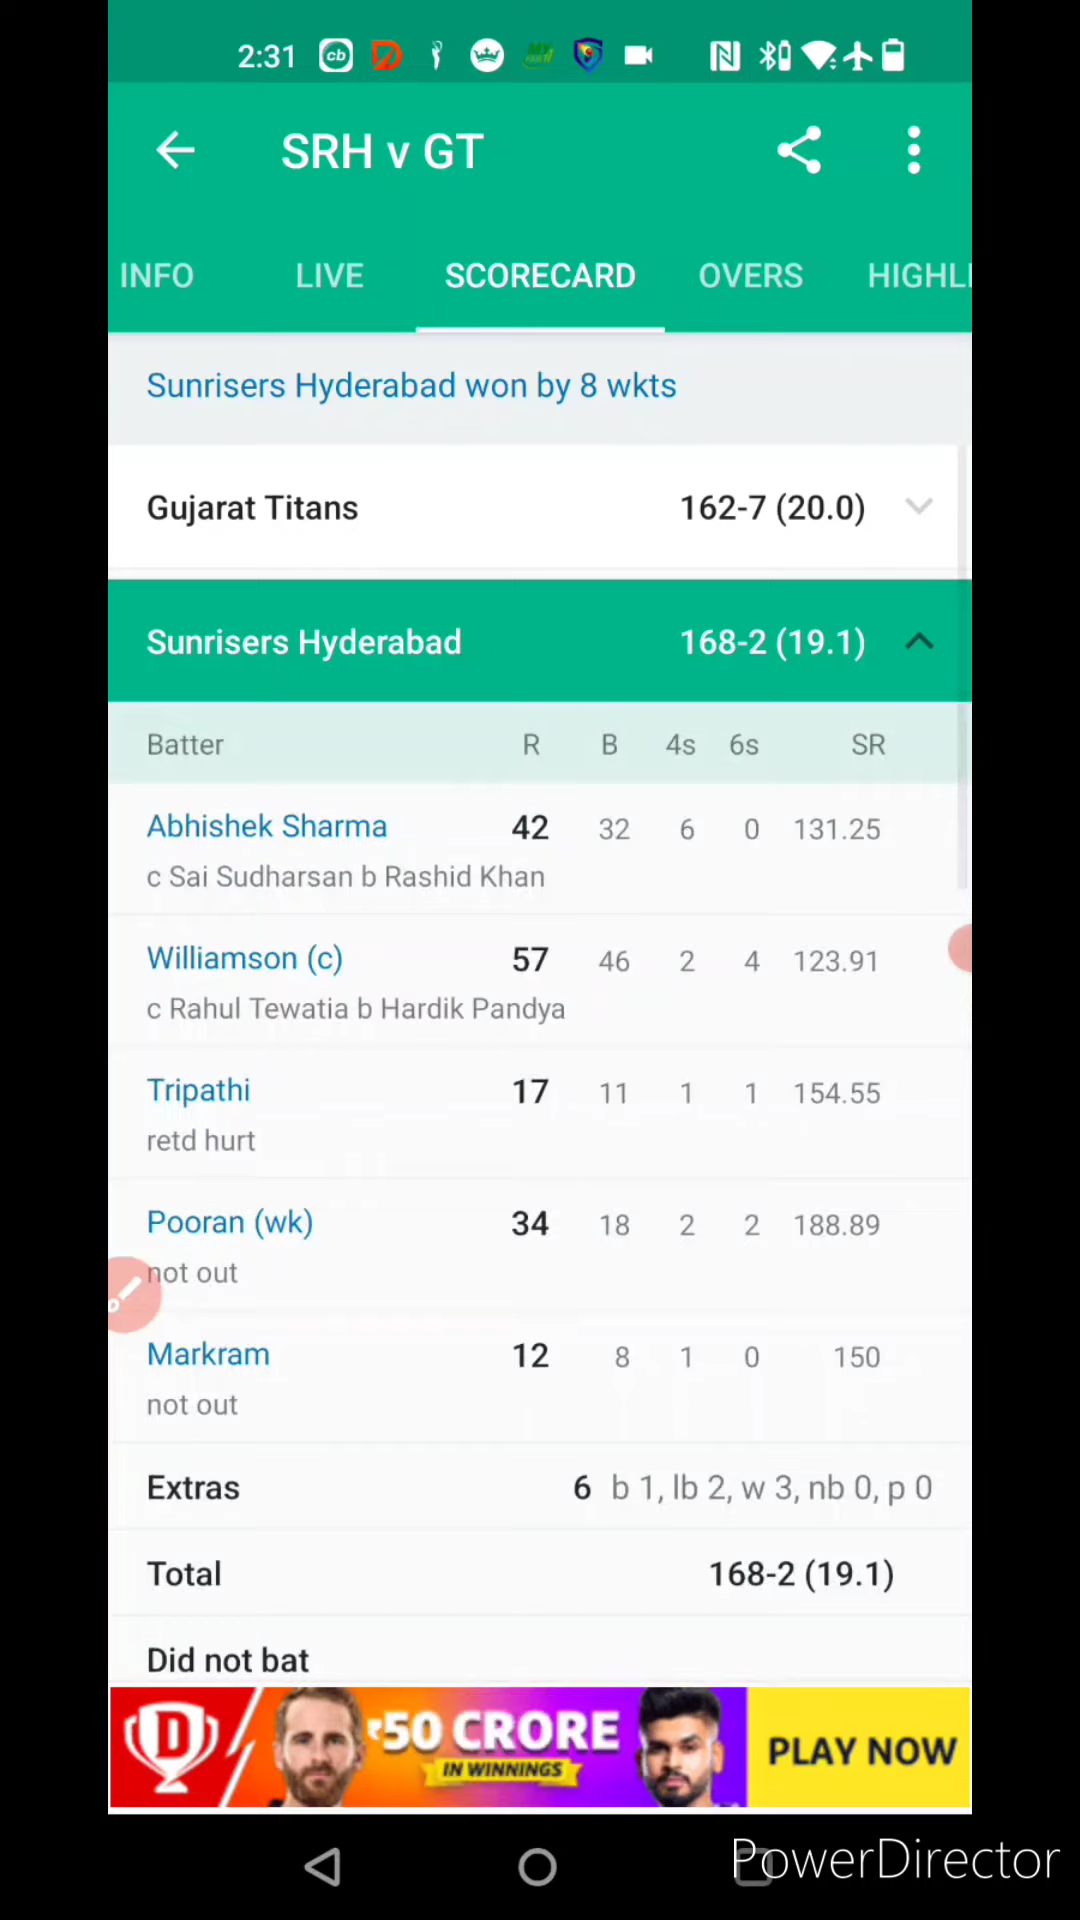 2:31 cb
SRH v GT
INFO LIVE SCORECARD OVERS HIGHLI
Sunrisers Hyderabad won by 8 wkts
Gujarat Titans 162-7 (20.0)
Sunrisers Hyderabad 168-2 (19.1)
Batter R B 4s 6s SR
Abhishek Sharma 42 32 6 0 131.25
c Sai Sudharsan b Rashid Khan
Williamson (c) 57 46 2 4 123.91
c Rahul Tewatia b Hardik Pandya
Tripathi 17 11 1 1 154.55
retd hurt
Pooran (wk) 34 18 2 2 188.89
not out
Markram 12 8 1 0 150
not out
Extras 6 b 1, lb 2, w 3, nb 0, p 0
Total 168-2 (19.1)
Did not bat
D ₹50 CRORE
IN WINNINGS
PLAY NOW
PowerDirector